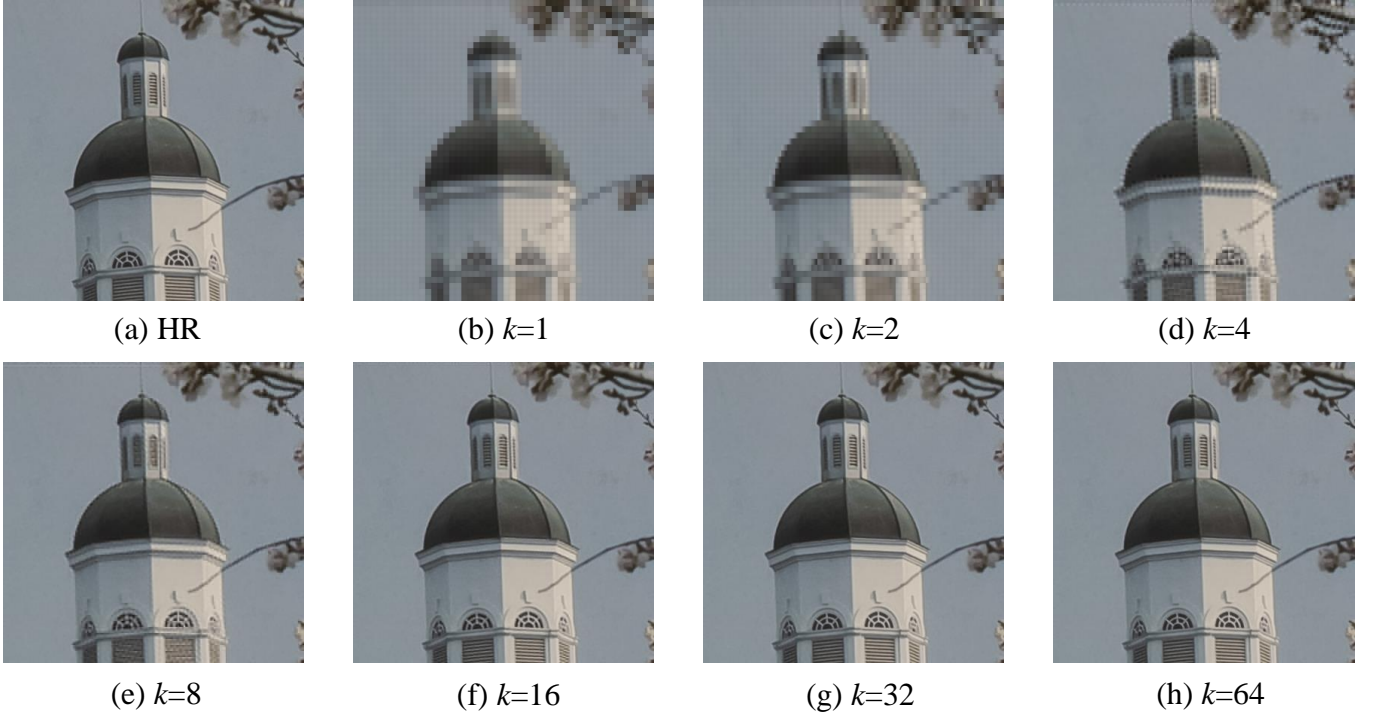 (a) HR
(b) k=1
(c) k=2
(d) k=4
(e) k=8
(f) k=16
(g) k=32
(h) k=64